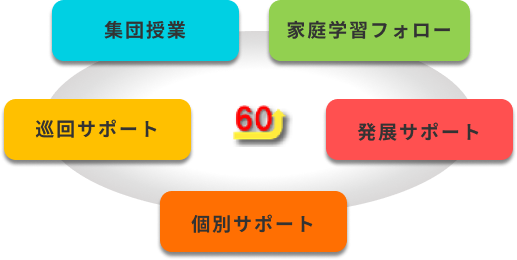 集団授業
家庭学習フォロー
巡回サポート
60
発展サポート
個別サポート